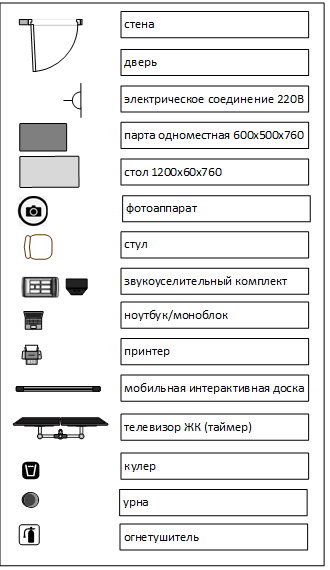 стена
дверь
электрическое соединение 220В
парта одноместная 600х500х760
стол 1200х60х760
фотоаппарат
стул
звукоуселительный комплект
ноутбук/моноблок
принтер
мобильная интерактивная доска
телевизор ЖК (таймер)
кулер
урна
огнетушитель